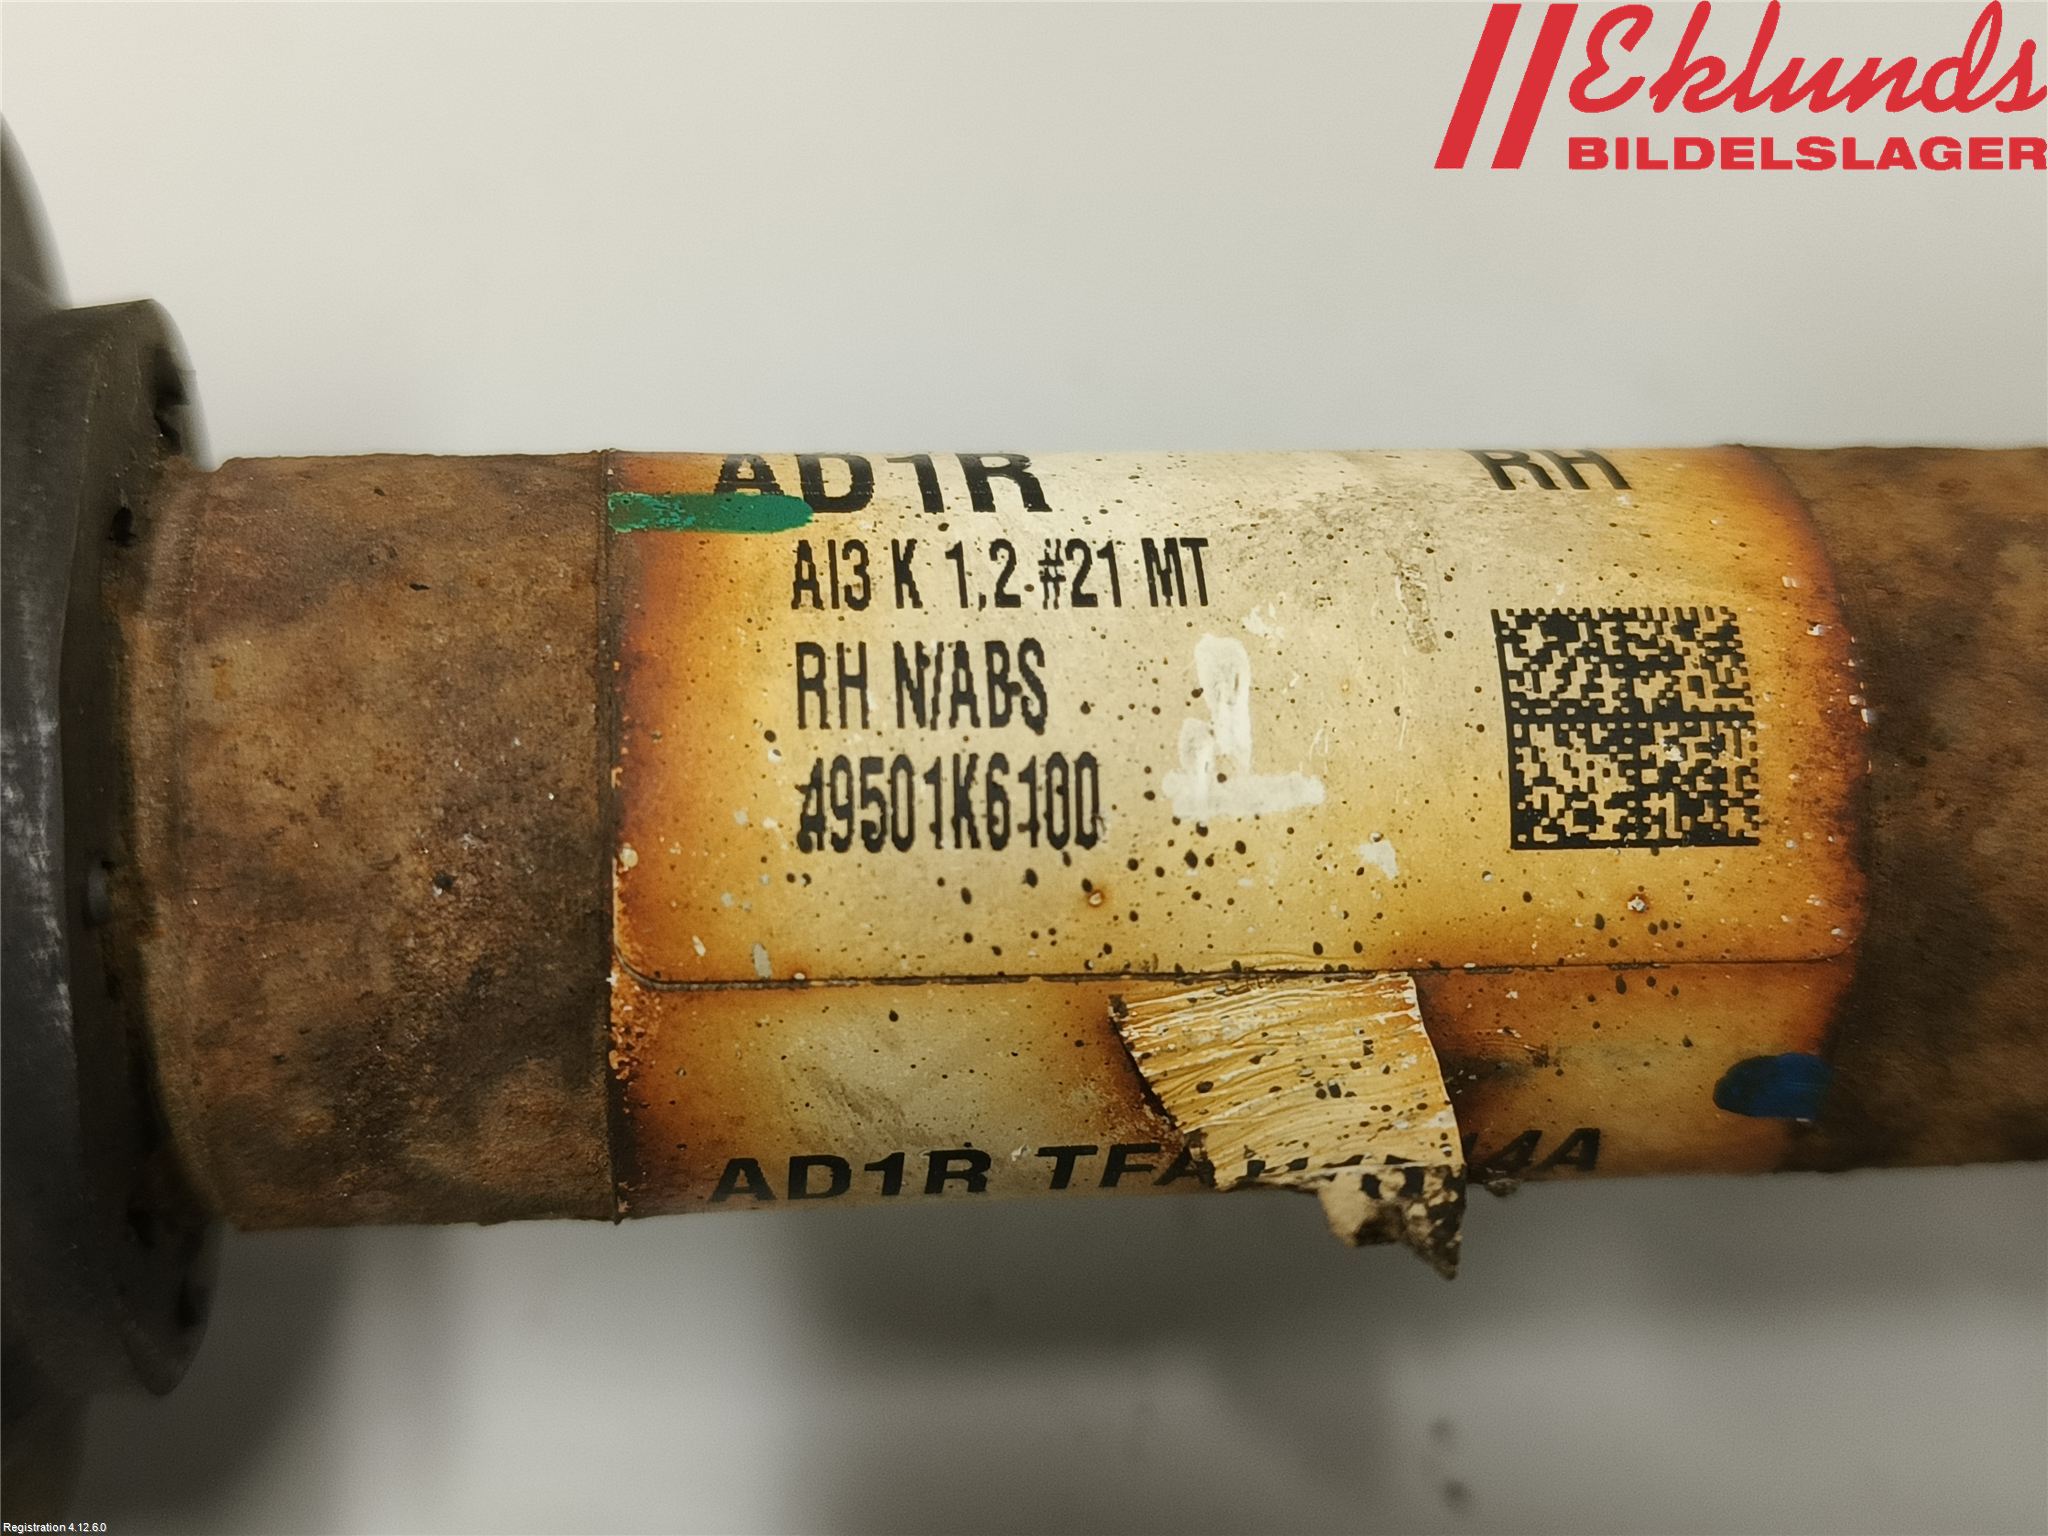 Eklunds
BILDELSLAGER
AD1R RH
AI3 K 1.2 #21 MT
RH N/ABS
49501K6100
AD1R
Registration 4.12.6.0